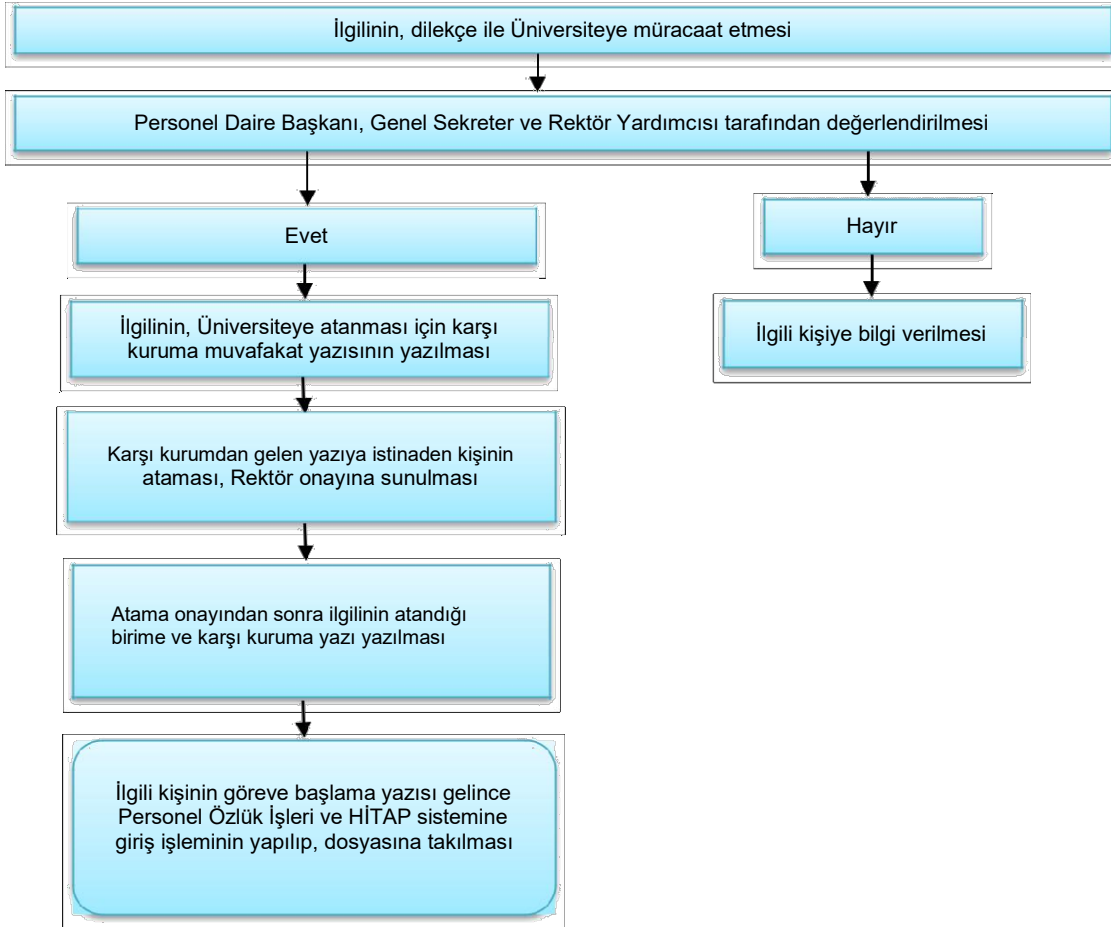 İlgilinin, dilekçe ile Üniversiteye müracaat etmesi
Personel Daire Başkanı, Genel Sekreter ve Rektör Yardımcısı tarafından değerlendirilmesi
Evet
Hayır
İlgilinin, Üniversiteye atanması için karşı
kuruma muvafakat yazısının yazılması
İlgili kişiye bilgi verilmesi
Karşı kurumdan gelen yazıya istinaden kişinin
ataması, Rektör onayına sunulması
Atama onayından sonra ilgilinin atandığı
birime ve karşı kuruma yazı yazılması
İlgili kişinin göreve başlama yazısı gelince
Personel Özlük İşleri ve HİTAP sistemine
giriş işleminin yapılıp, dosyasına takılması